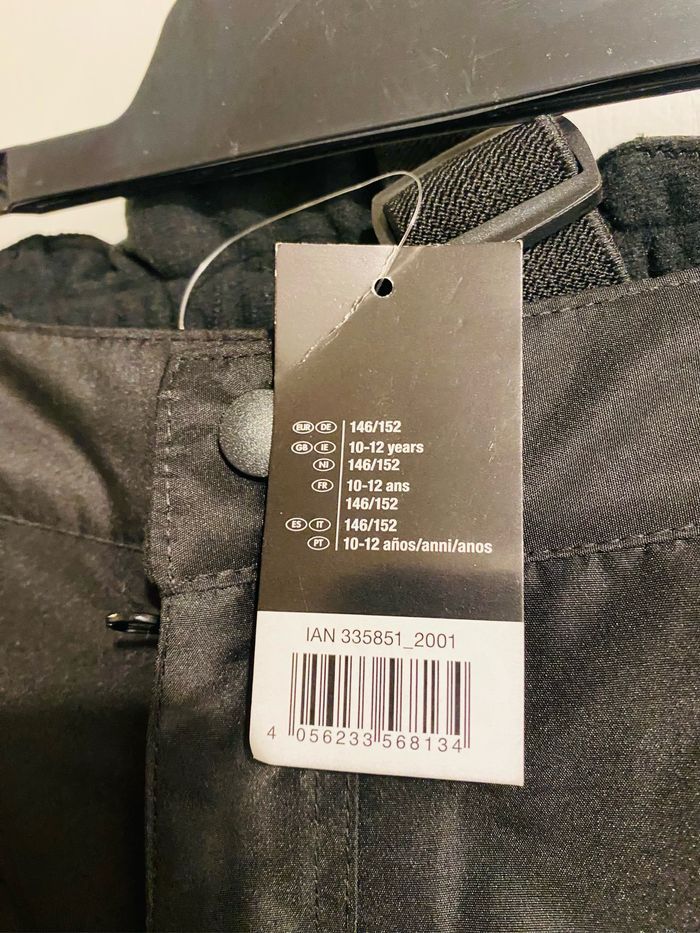 EUR DE 146/152
GB IE 10-12 years
NI 146/152
FR 10-12 ans
146/152
ES IT 146/152
PT 10-12 años/anni/anos
IAN 335851_2001
4 056233 568134